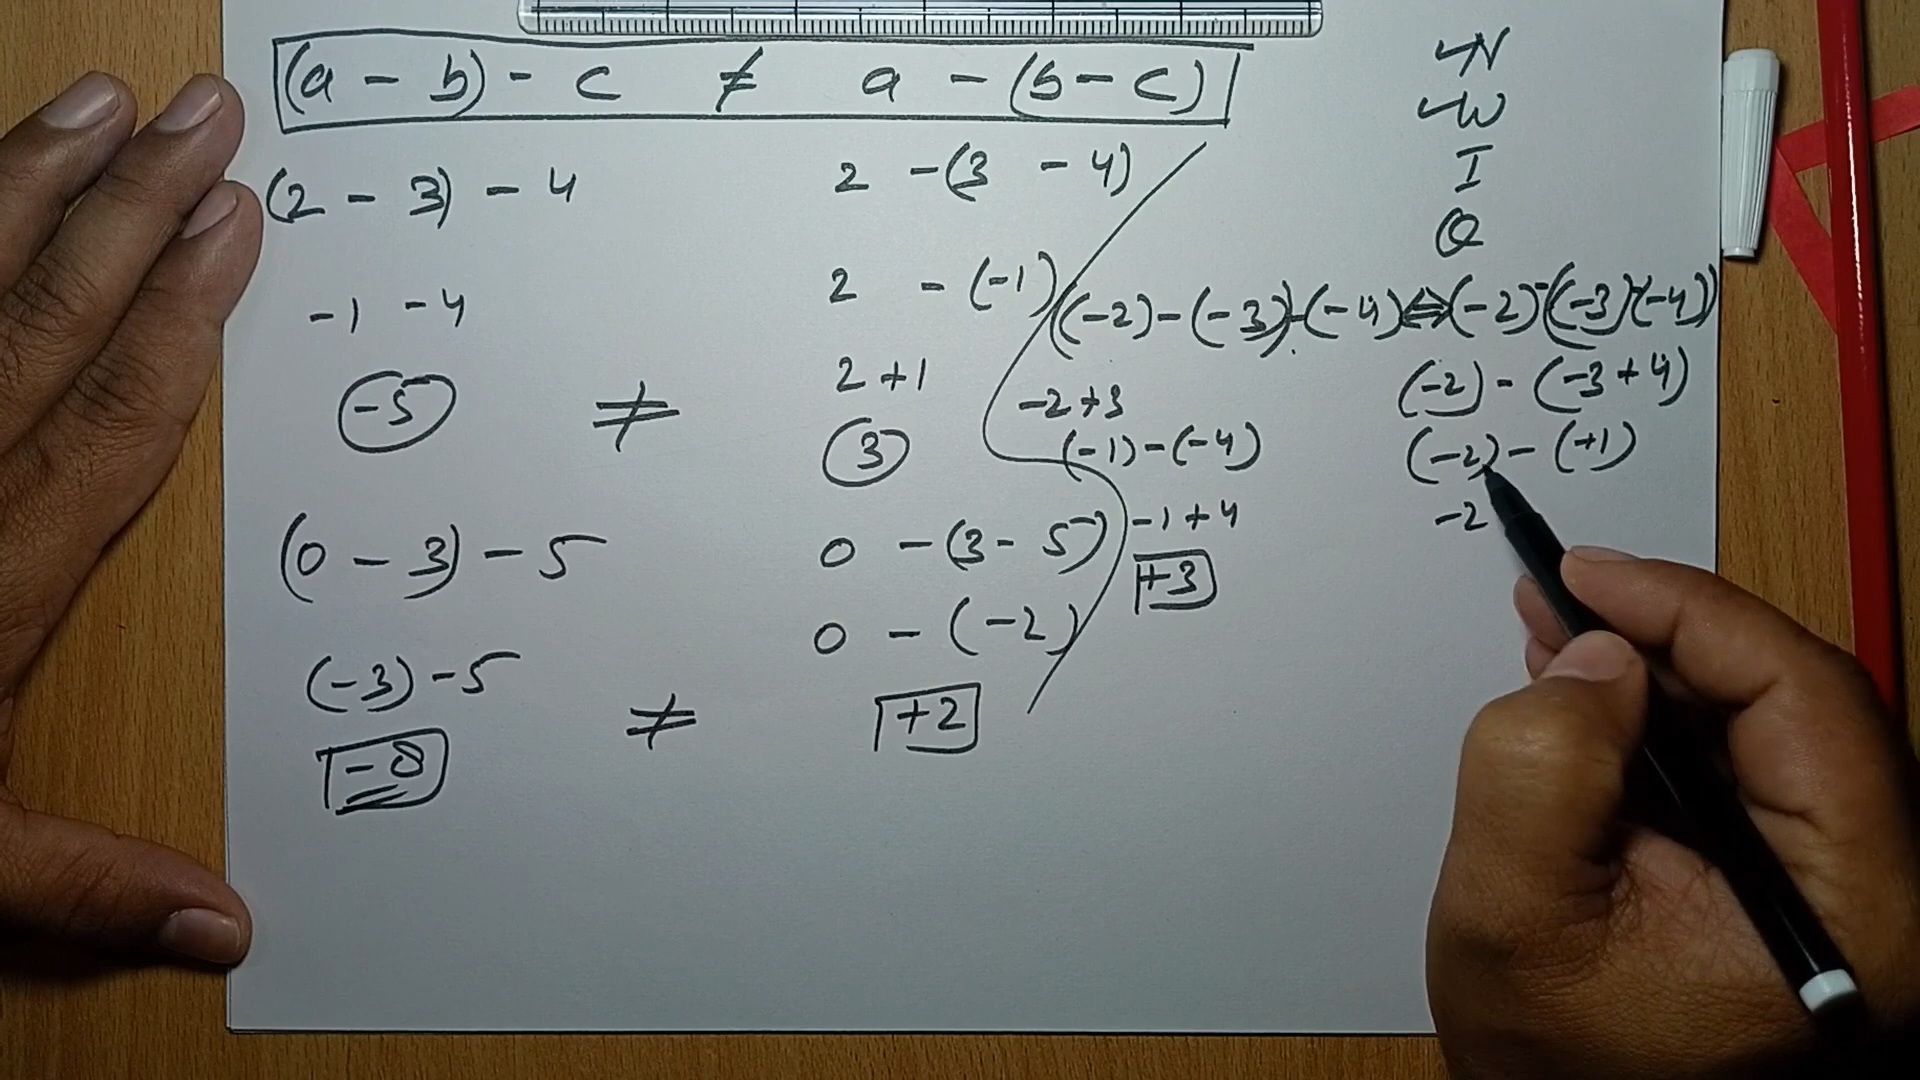 (a - b) - c ≠ a - (b - c)
(2 - 3) - 4
-1 -4
-5
≠
2 -(3 - 4)
2 - (-1)
2 +1
3
(0 - 3) - 5
(-3) -5
-8
≠
0 - (3 - 5)
0 - (-2)
+2
N
W
I
Q
((-2)-(-3))-(-4) ⇔ (-2)-((-3)-(-4))
-2+3
(-1)-(-4)
-1+4
+3
(-2) - (-3+4)
(-2) - (+1)
-2